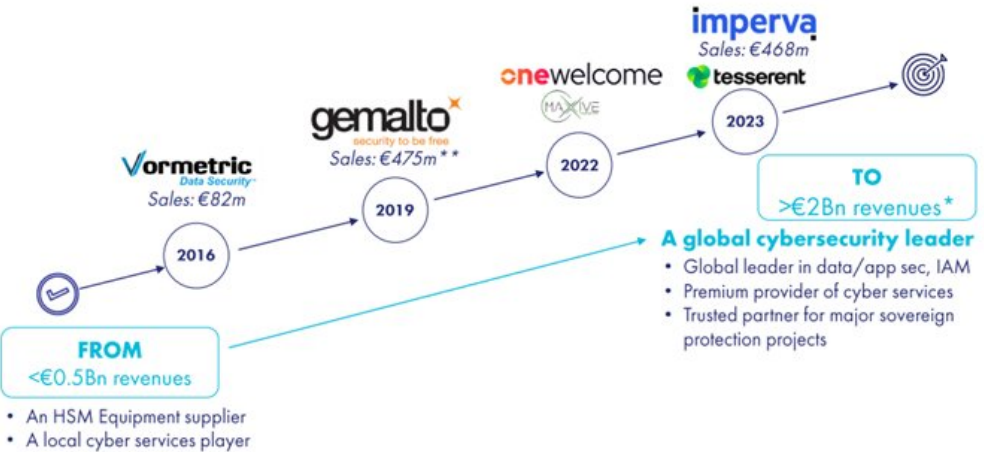 imperva
Sales: €468m
tesserent
onewelcome
MAXIVE
gemalto
security to be free
Sales: €475m**
Vormetric
Data Security™
Sales: €82m
2023
2022
2019
2016
TO
>€2Bn revenues*
A global cybersecurity leader
• Global leader in data/app sec, IAM
• Premium provider of cyber services
• Trusted partner for major sovereign
protection projects
FROM
<€0.5Bn revenues
• An HSM Equipment supplier
• A local cyber services player